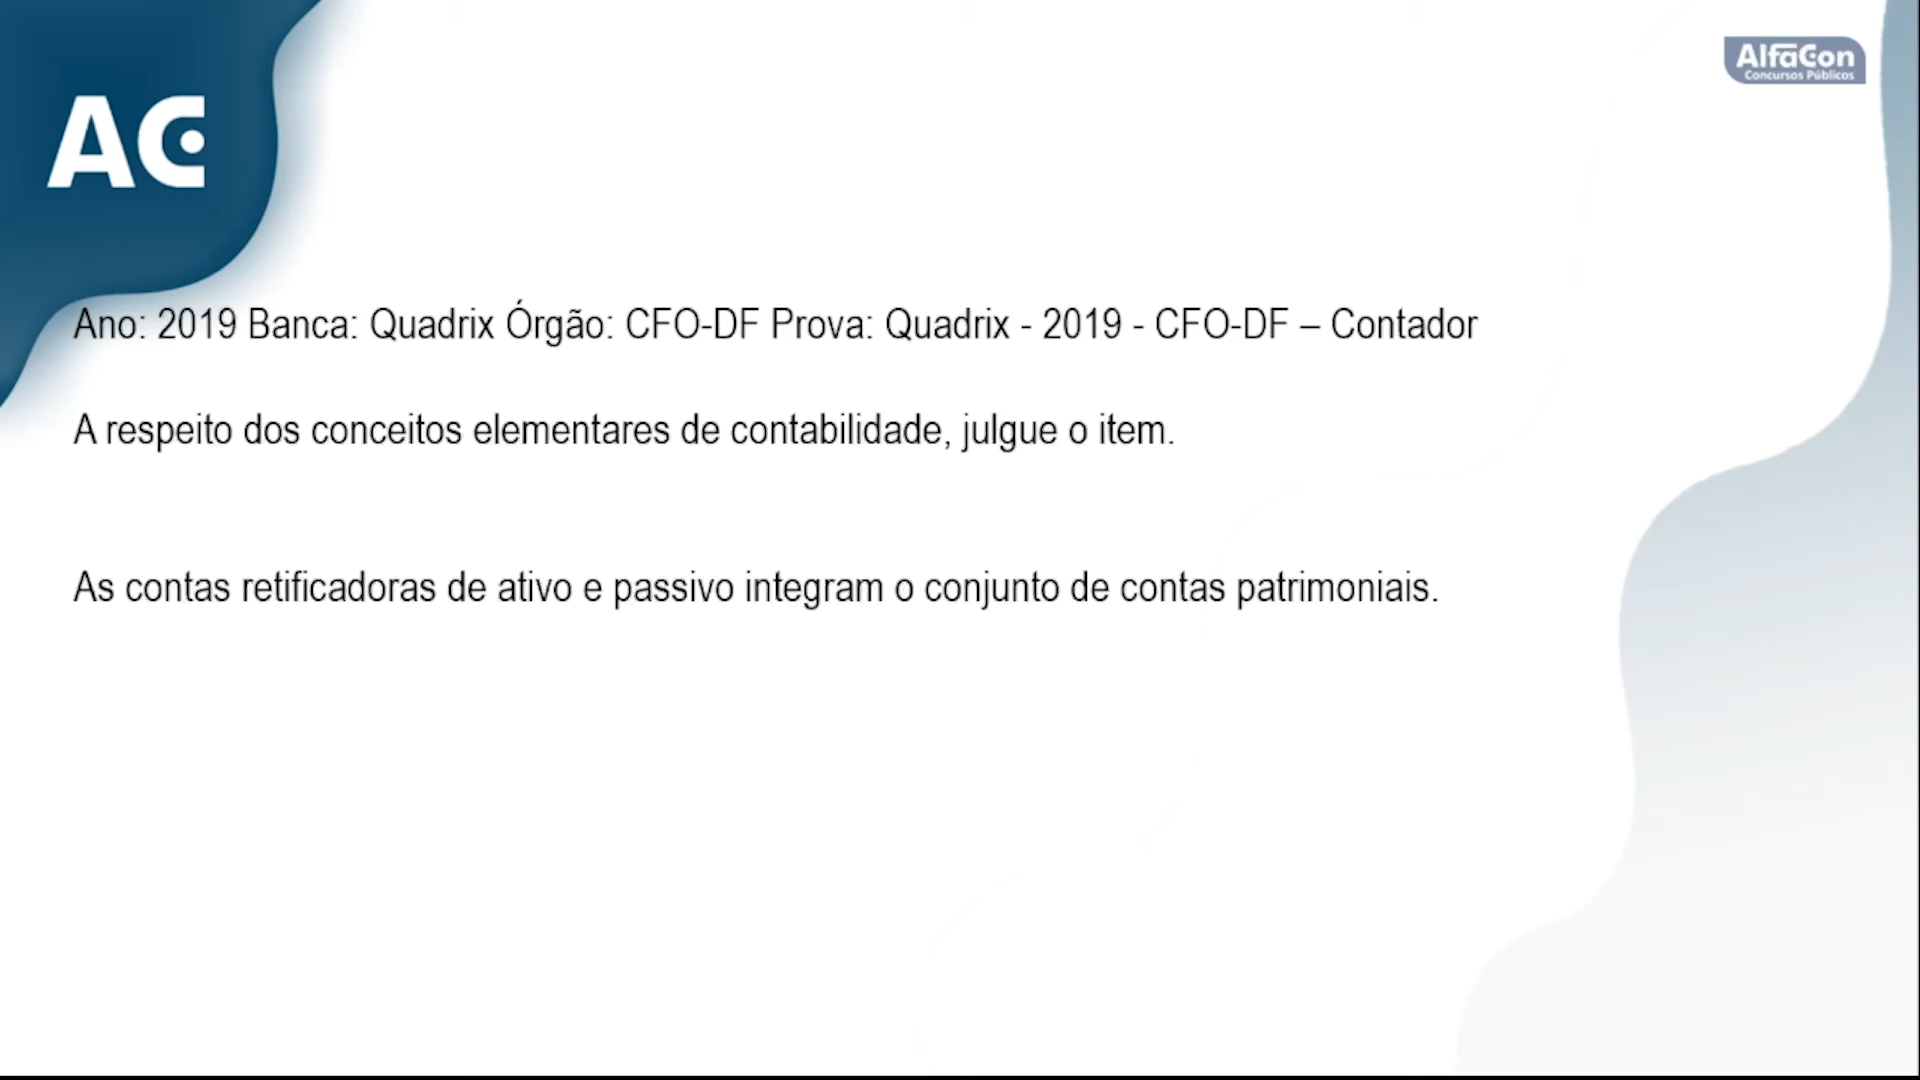 AC
AlfaCon
Concursos Públicos
Ano: 2019 Banca: Quadrix Órgão: CFO-DF Prova: Quadrix - 2019 - CFO-DF – Contador
A respeito dos conceitos elementares de contabilidade, julgue o item.
As contas retificadoras de ativo e passivo integram o conjunto de contas patrimoniais.